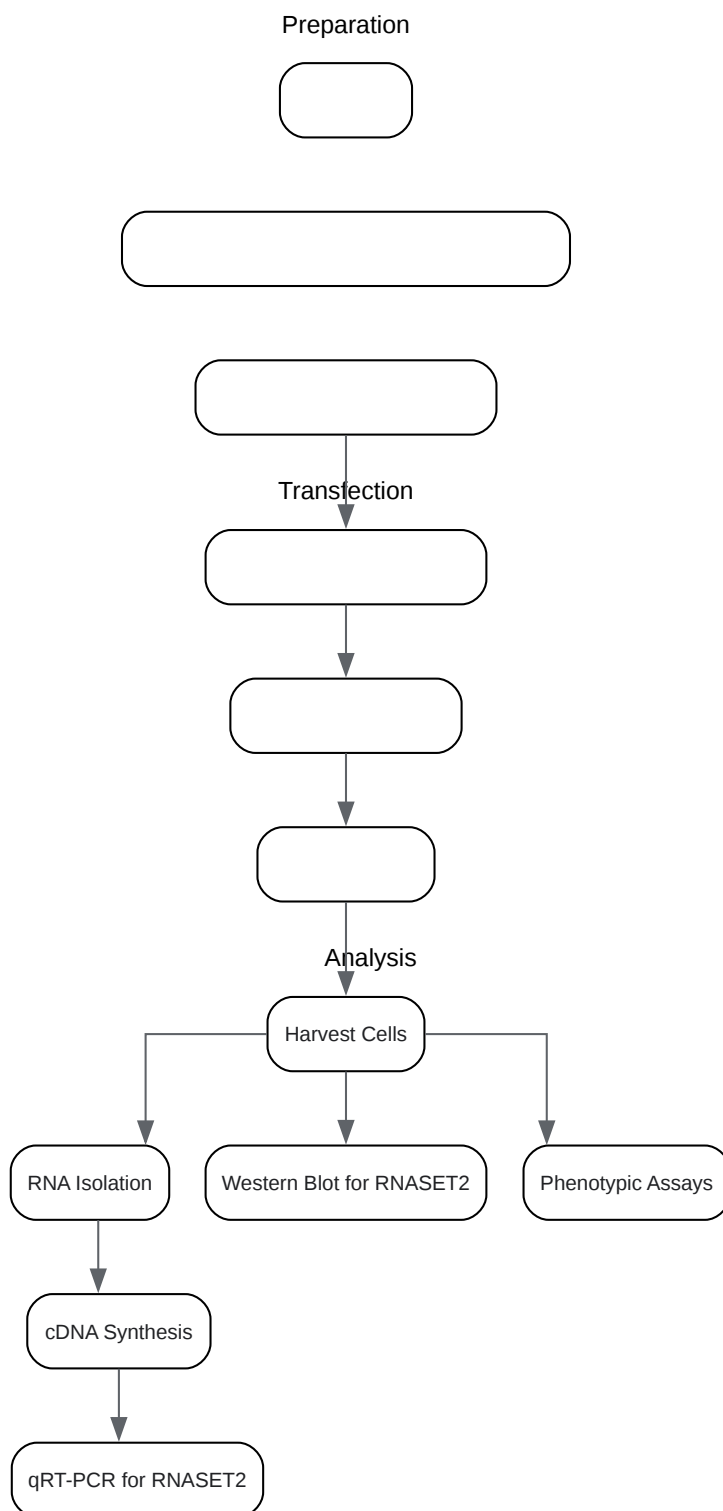 Preparation
Transfection
Analysis
Harvest Cells
RNA Isolation
Western Blot for RNASET2
Phenotypic Assays
cDNA Synthesis
qRT-PCR for RNASET2